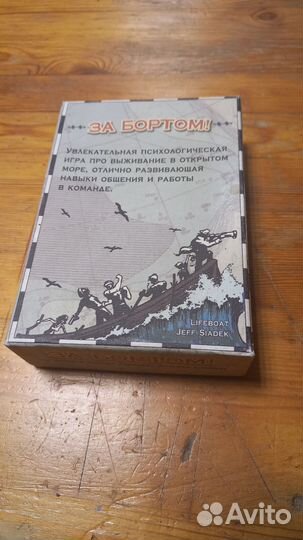 ЗА БОРТОМ!
УВЛЕКАТЕЛЬНАЯ ПСИХОЛОГИЧЕСКАЯ
ИГРА ПРО ВЫЖИВАНИЕ В ОТКРЫТОМ
МОРЕ, ОТЛИЧНО РАЗВИВАЮЩАЯ
НАВЫКИ ОБЩЕНИЯ И РАБОТЫ
В КОМАНДЕ.
LIFEBOAT
JEFF SIADEK
Avito